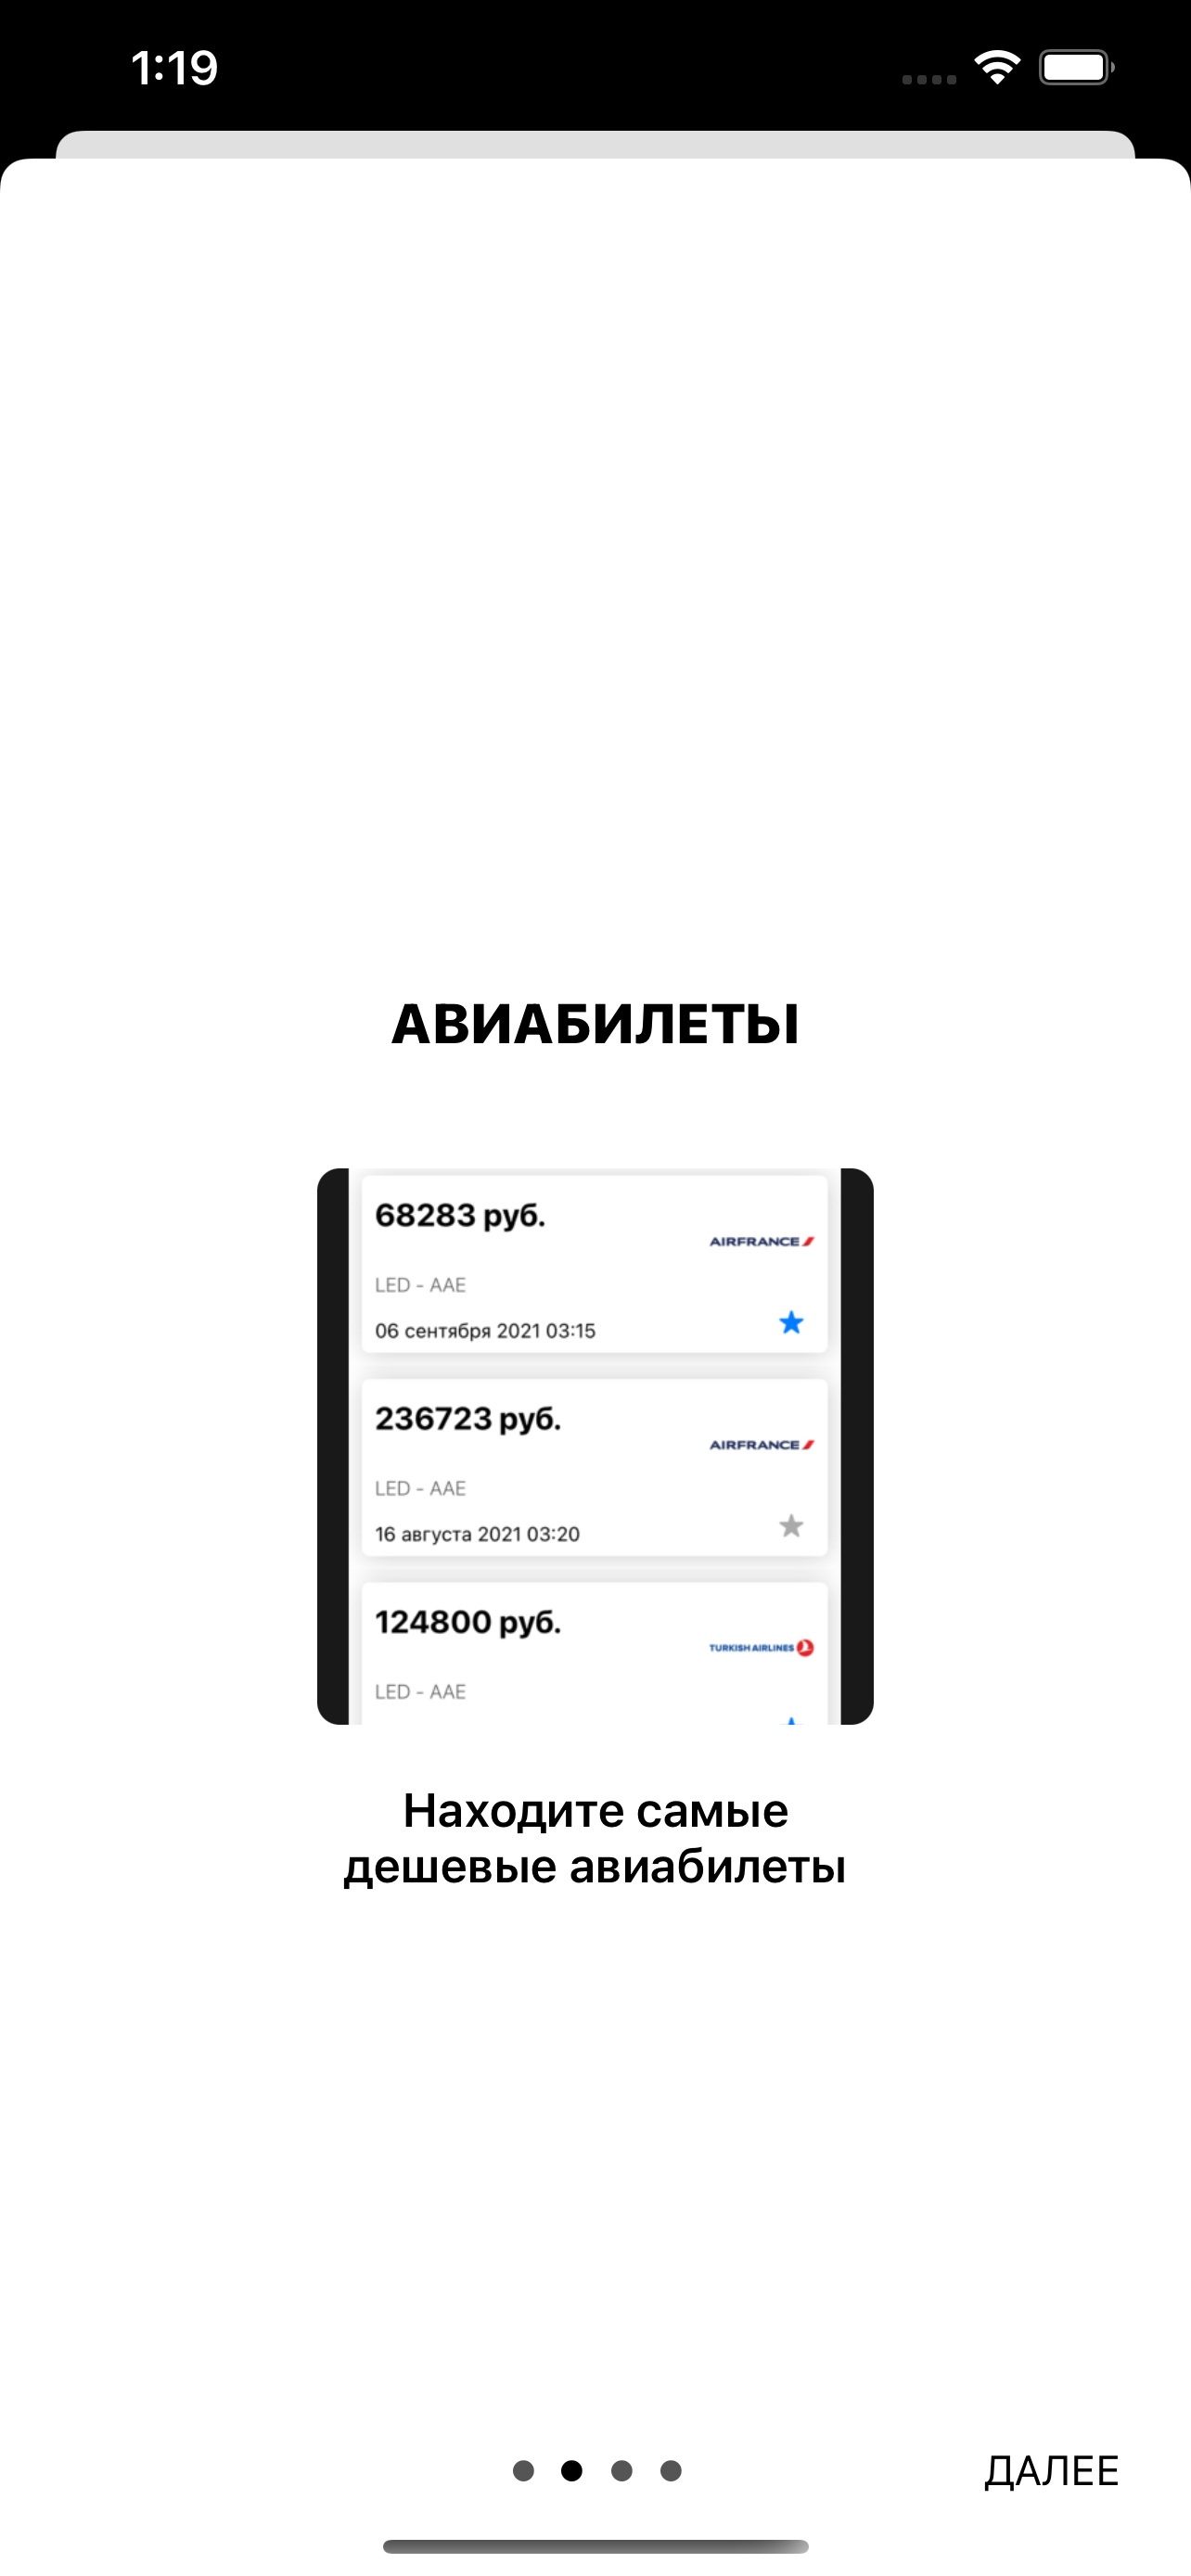 1:19
АВИАБИЛЕТЫ
68283 руб.
AIRFRANCE
LED - AAE
06 сентября 2021 03:15
236723 руб.
AIRFRANCE
LED - AAE
16 августа 2021 03:20
124800 руб.
TURKISH AIRLINES
LED - AAE
Находите самые
дешевые авиабилеты
ДАЛЕЕ